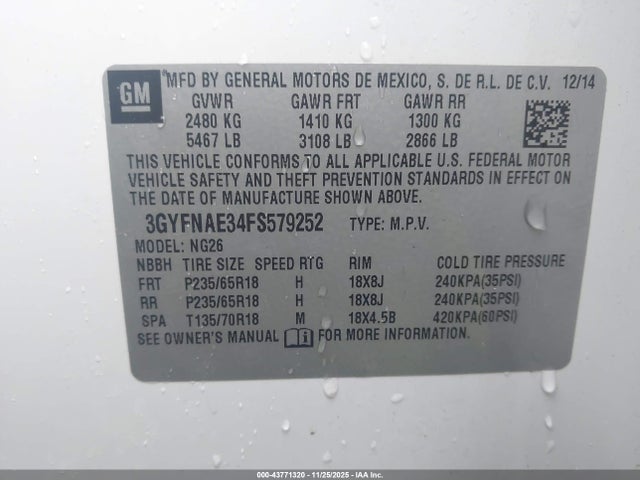 GM
MFD BY GENERAL MOTORS DE MEXICO, S. DE R.L. DE C.V. 12/14
GVWR GAWR FRT GAWR RR
2480 KG 1410 KG 1300 KG
5467 LB 3108 LB 2866 LB
THIS VEHICLE CONFORMS TO ALL APPLICABLE U.S. FEDERAL MOTOR
VEHICLE SAFETY AND THEFT PREVENTION STANDARDS IN EFFECT ON THE
DATE OF MANUFACTURE SHOWN ABOVE.
3GYFNAE34FS579252 TYPE: M.P.V.
MODEL: NG26
NBBH TIRE SIZE SPEED RTG RIM COLD TIRE PRESSURE
FRT P235/65R18 H 18X8J 240KPA(35PSI)
RR P235/65R18 H 18X8J 240KPA(35PSI)
SPA T135/70R18 M 18X4.5B 420KPA(60PSI)
SEE OWNER'S MANUAL FOR MORE INFORMATION.
000-43771320 - 11/25/2025 - IAAI.COM